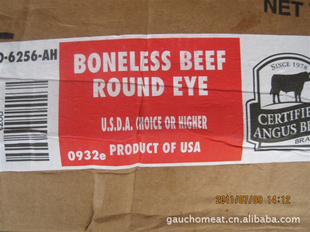 NET
-6256-AH
BONELESS BEEF
ROUND EYE
U.S.D.A. CHOICE OR HIGHER
0932e PRODUCT OF USA
SINCE 1978
CERTIFIED
ANGUS BE
BRA
2011/07/09 14:12
gauchomeat.cn.alibaba.com